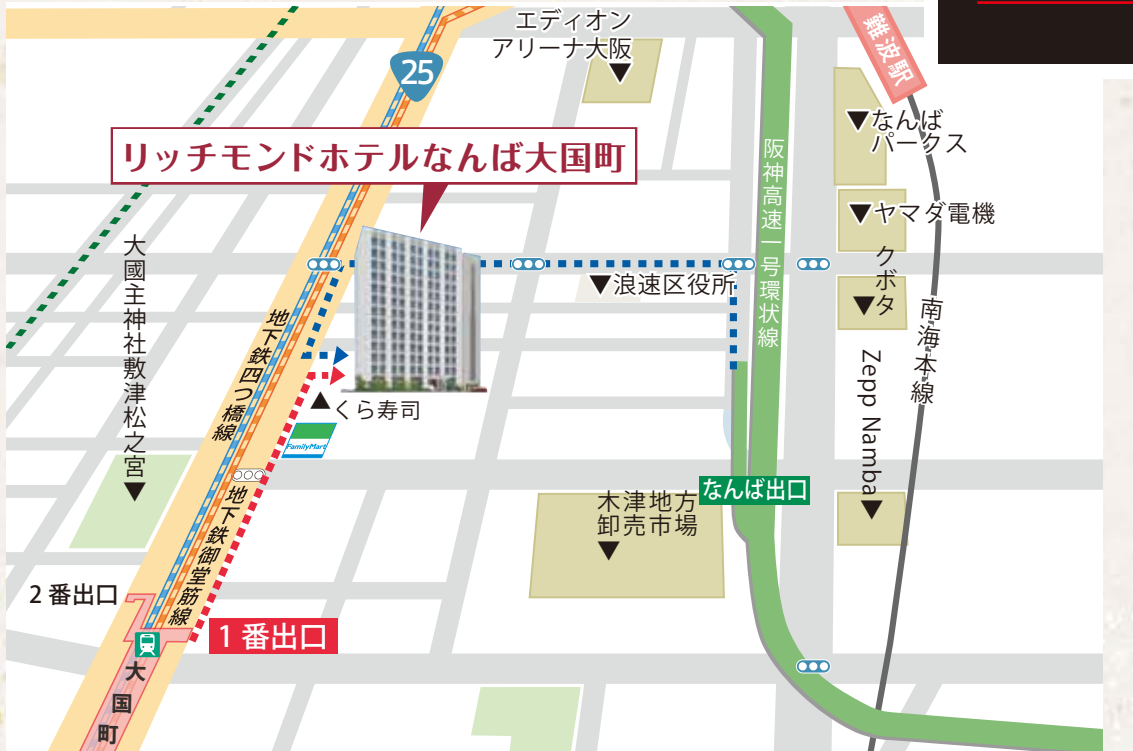 エディオン
アリーナ大阪
難波駅
25
なんば
パークス
リッチモンドホテルなんば大国町
阪神高速一号環状線
ヤマダ電機
クボタ
浪速区役所
南海本線
大國主神社敷津松之宮
地下鉄四つ橋線
くら寿司
FamilyMart
Zepp Namba
地下鉄御堂筋線
なんば出口
木津地方
卸売市場
2番出口
1番出口
大国町